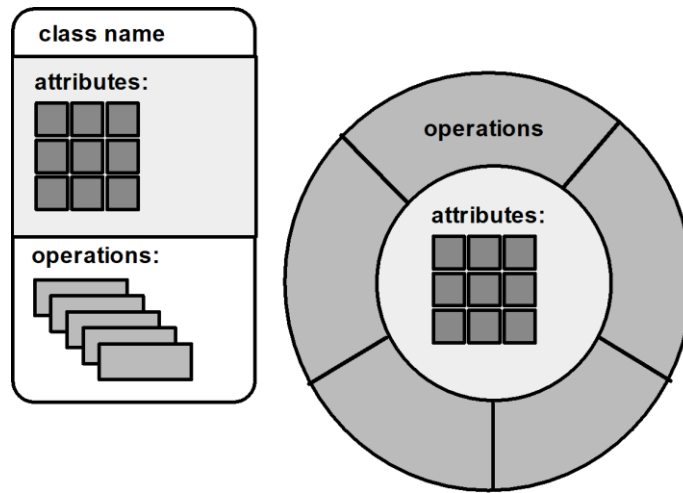 class name
attributes:
operations:
operations
attributes: